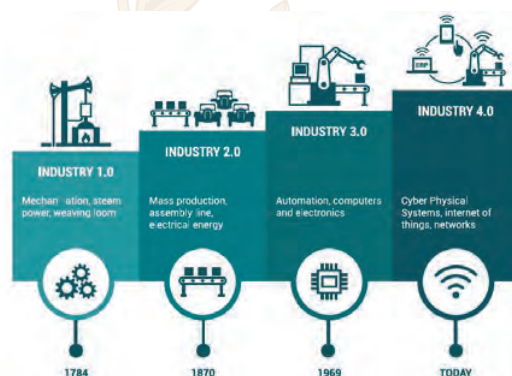 ERP
INDUSTRY 1.0
Mechan ation, steam
power, weaving loom
1784
INDUSTRY 2.0
Mass production,
assembly line,
electrical energy
1870
INDUSTRY 3.0
Automation, computers
and electronics
1969
INDUSTRY 4.0
Cyber Physical
Systems, internet of
things, networks
TODAY